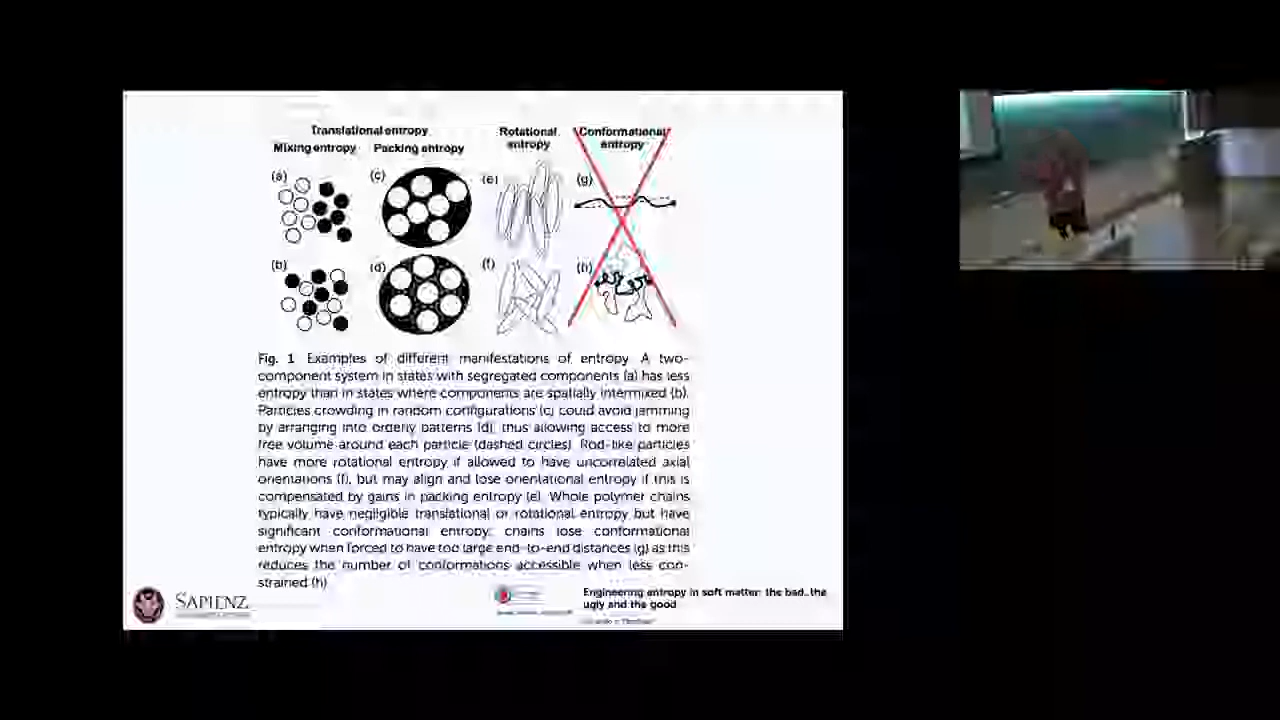 Translational entropy
Mixing entropy
Packing entropy
Rotational
entropy
Conformational
entropy
(a)
(c)
(e)
(g)
(b)
(d)
(f)
(h)
Fig. 1 Examples of different manifestations of entropy. A two-
component system in states with segregated components (a) has less
entropy than in states where components are spatially intermixed (b).
Particles crowding in random configurations (c) could avoid jamming
by arranging into orderly patterns (d), thus allowing access to more
free volume around each particle (dashed circles). Rod-like particles
have more rotational entropy if allowed to have uncorrelated axial
orientations (f), but may align and lose orientational entropy if this is
compensated by gains in packing entropy (e). Whole polymer chains
typically have negligible translational or rotational entropy but have
significant conformational entropy; chains lose conformational
entropy when forced to have too large end-to-end distances (g) as this
reduces the number of conformations accessible when less con-
strained (h).
SAPIENZ
Engineering entropy in soft matter: the bad, the
ugly and the good